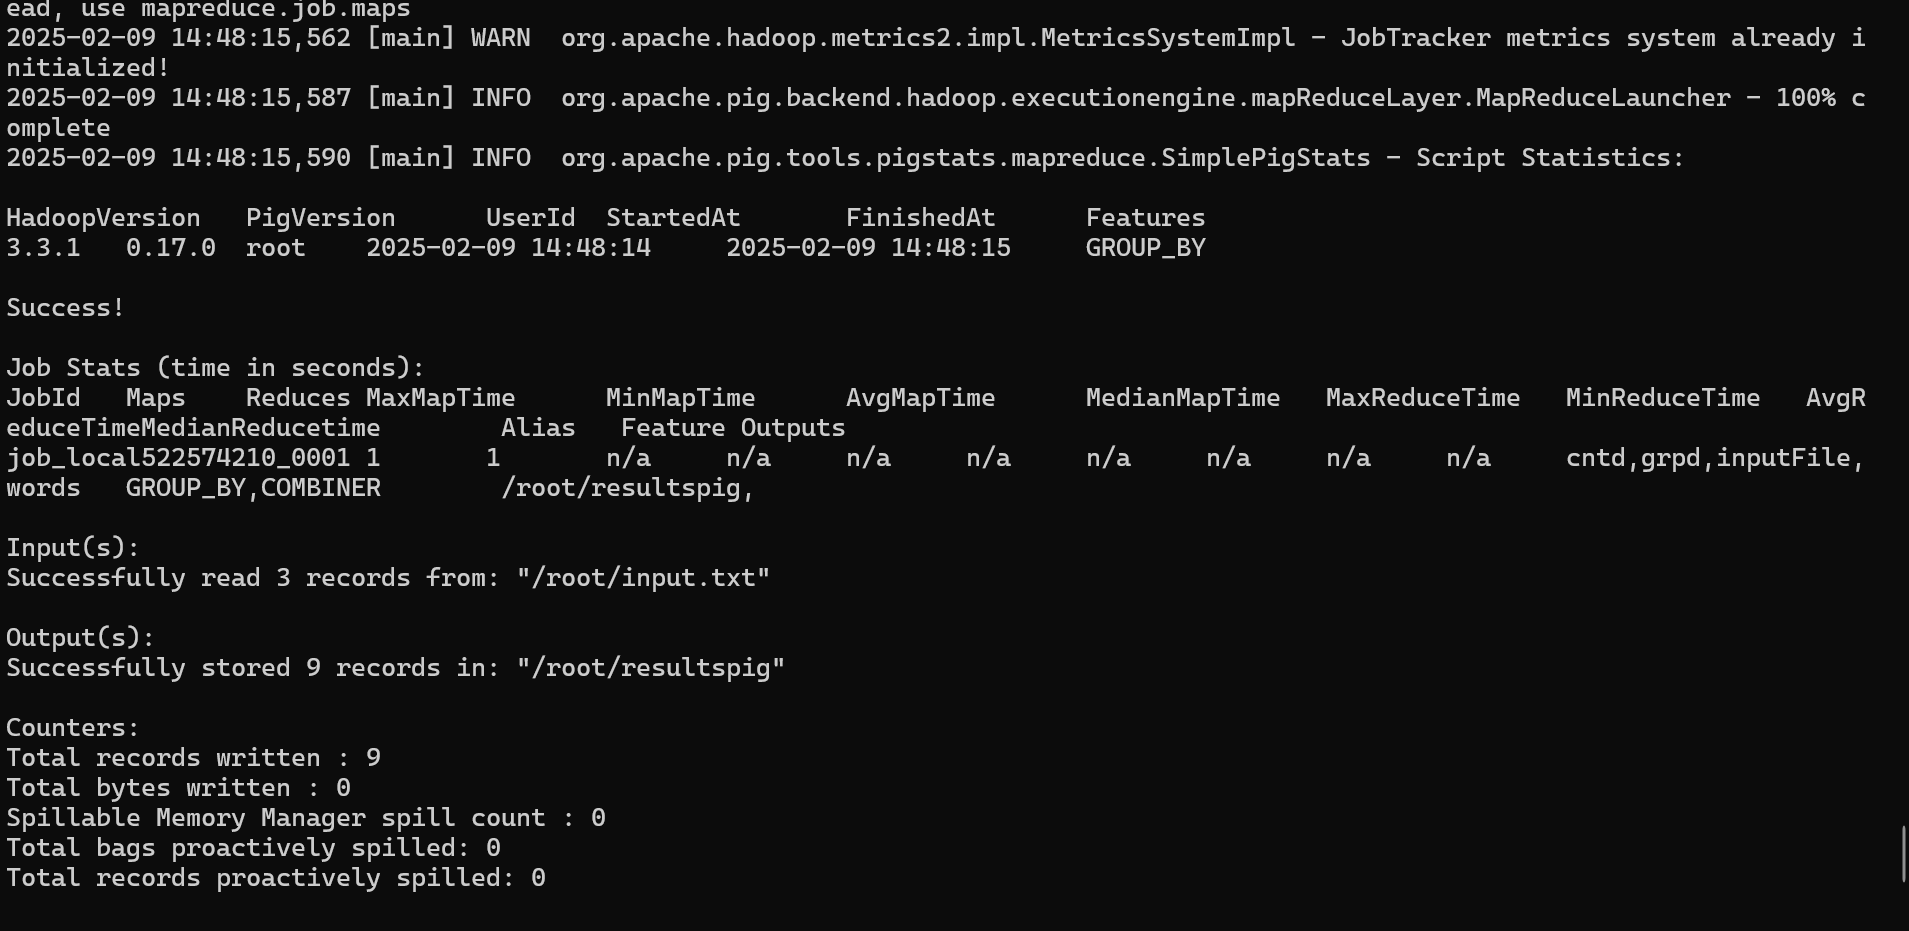 ead, use mapreduce.job.maps
2025-02-09 14:48:15,562 [main] WARN  org.apache.hadoop.metrics2.impl.MetricsSystemImpl - JobTracker metrics system already i
nitialized!
2025-02-09 14:48:15,587 [main] INFO  org.apache.pig.backend.hadoop.executionengine.mapReduceLayer.MapReduceLauncher - 100% c
omplete
2025-02-09 14:48:15,590 [main] INFO  org.apache.pig.tools.pigstats.mapreduce.SimplePigStats - Script Statistics:

HadoopVersion   PigVersion      UserId  StartedAt       FinishedAt      Features
3.3.1   0.17.0  root    2025-02-09 14:48:14     2025-02-09 14:48:15     GROUP_BY

Success!

Job Stats (time in seconds):
JobId   Maps    Reduces MaxMapTime      MinMapTime      AvgMapTime      MedianMapTime   MaxReduceTime   MinReduceTime   AvgR
educeTimeMedianReducetime        Alias   Feature Outputs
job_local522574210_0001 1       1       n/a     n/a     n/a     n/a     n/a     n/a     n/a     n/a     cntd,grpd,inputFile,
words   GROUP_BY,COMBINER        /root/resultspig,

Input(s):
Successfully read 3 records from: "/root/input.txt"

Output(s):
Successfully stored 9 records in: "/root/resultspig"

Counters:
Total records written : 9
Total bytes written : 0
Spillable Memory Manager spill count : 0
Total bags proactively spilled: 0
Total records proactively spilled: 0